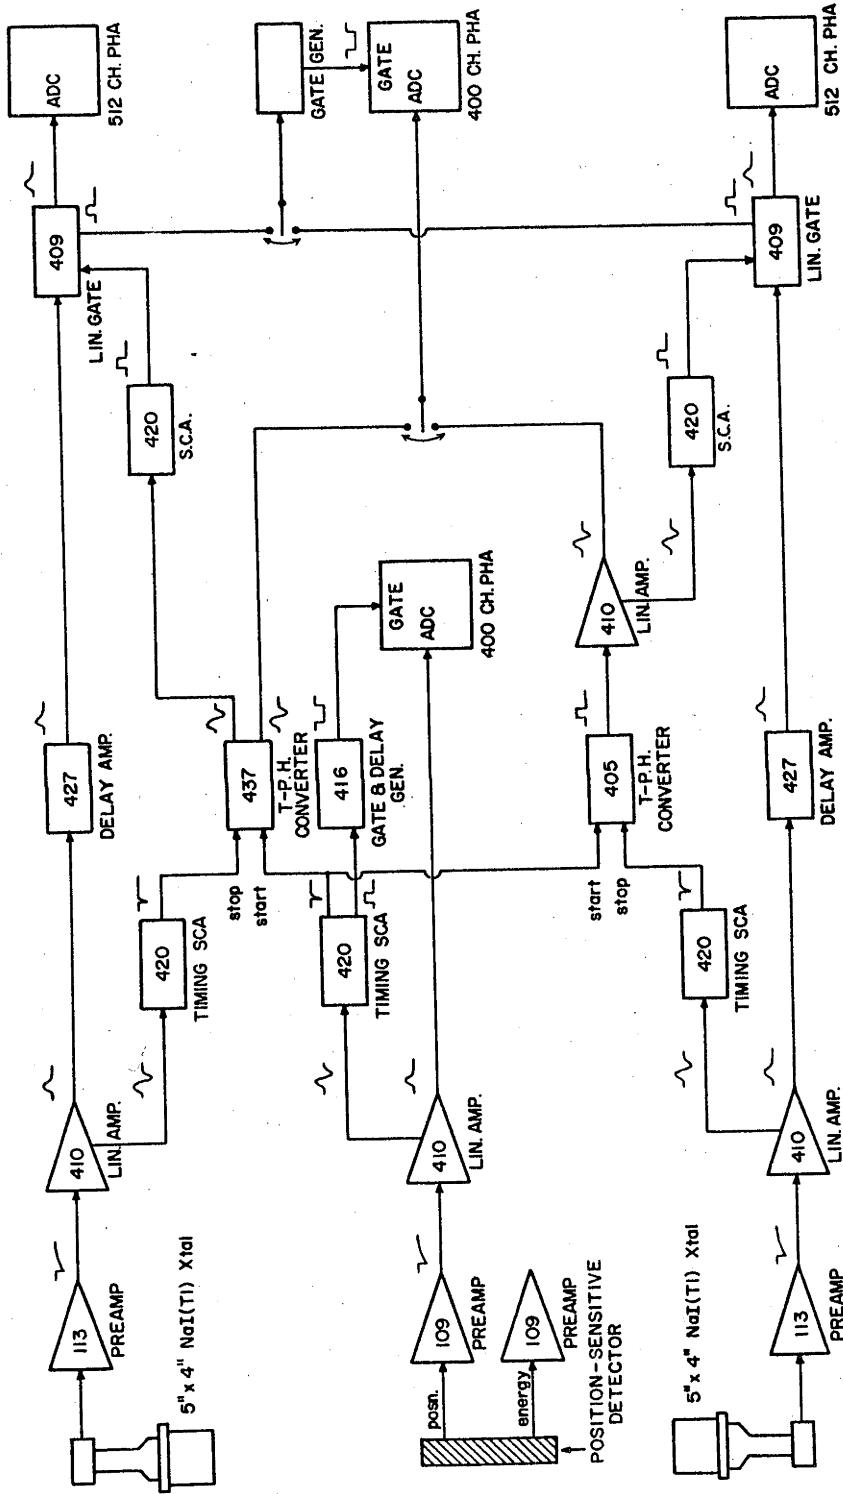 5"x 4" NaI(Tl) Xtal
113
PREAMP
410
LIN. AMP.
420
TIMING SCA
427
DELAY AMP.
420
S.C.A.
409
LIN. GATE
ADC
512 CH. PHA
GATE GEN.
GATE
ADC
400 CH. PHA
stop
start
437
T-P.H.
CONVERTER
posn.
109
PREAMP
energy
109
PREAMP
POSITION-SENSITIVE
DETECTOR
410
LIN. AMP.
420
TIMING SCA
416
GATE & DELAY
GEN.
GATE
ADC
400 CH. PHA
start
stop
405
T-P.H.
CONVERTER
410
LIN. AMP.
420
S.C.A.
5"x 4" NaI(Tl) Xtal
113
PREAMP
410
LIN. AMP.
420
TIMING SCA
427
DELAY AMP.
409
LIN. GATE
ADC
512 CH. PHA